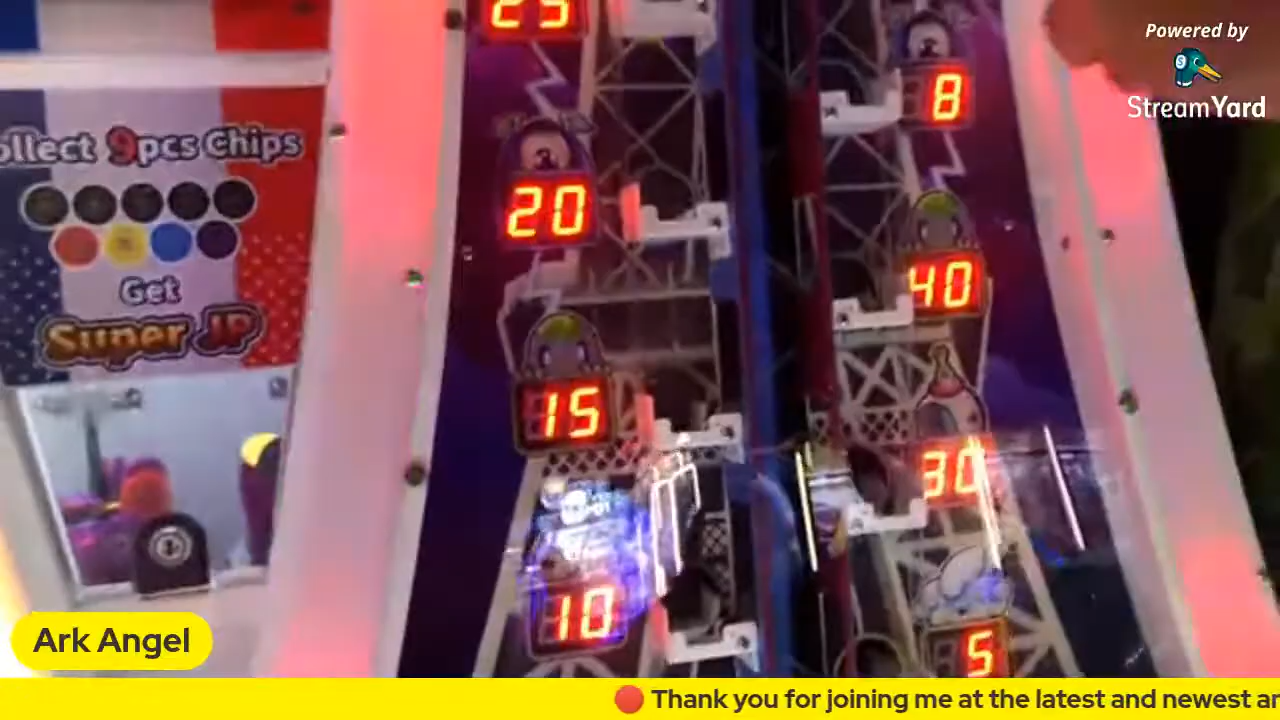 Powered by
StreamYard
25
8
ollect 9pcs Chips
20
40
Get
Super JP
15
30
10
5
Ark Angel
Thank you for joining me at the latest and newest ar